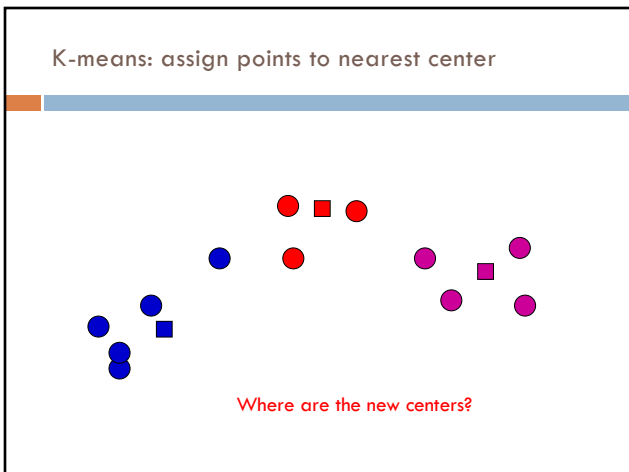 K-means: assign points to nearest center
Where are the new centers?